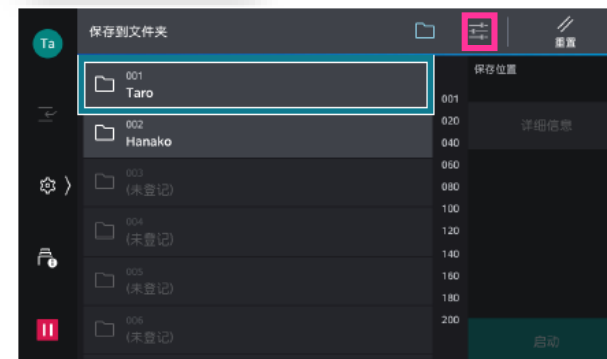 Ta
保存到文件夹
重置
001
Taro
002
Hanako
003
(未登记)
004
(未登记)
005
(未登记)
006
(未登记)
001
020
040
060
080
100
120
140
160
180
200
保存位置
详细信息
启动